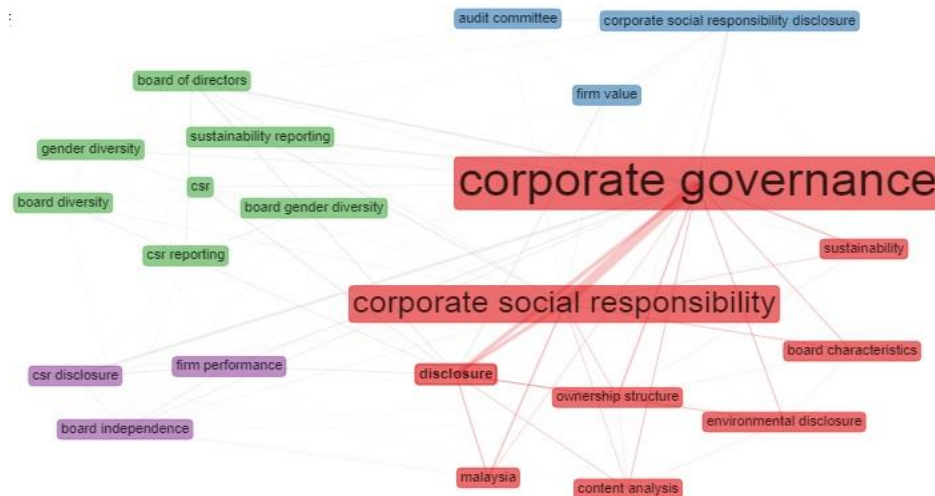 audit committee
corporate social responsibility disclosure
board of directors
firm value
sustainability reporting
gender diversity
corporate governance
csr
board diversity
board gender diversity
sustainability
csr reporting
corporate social responsibility
board characteristics
firm performance
csr disclosure
disclosure
ownership structure
environmental disclosure
board independence
malaysia
content analysis